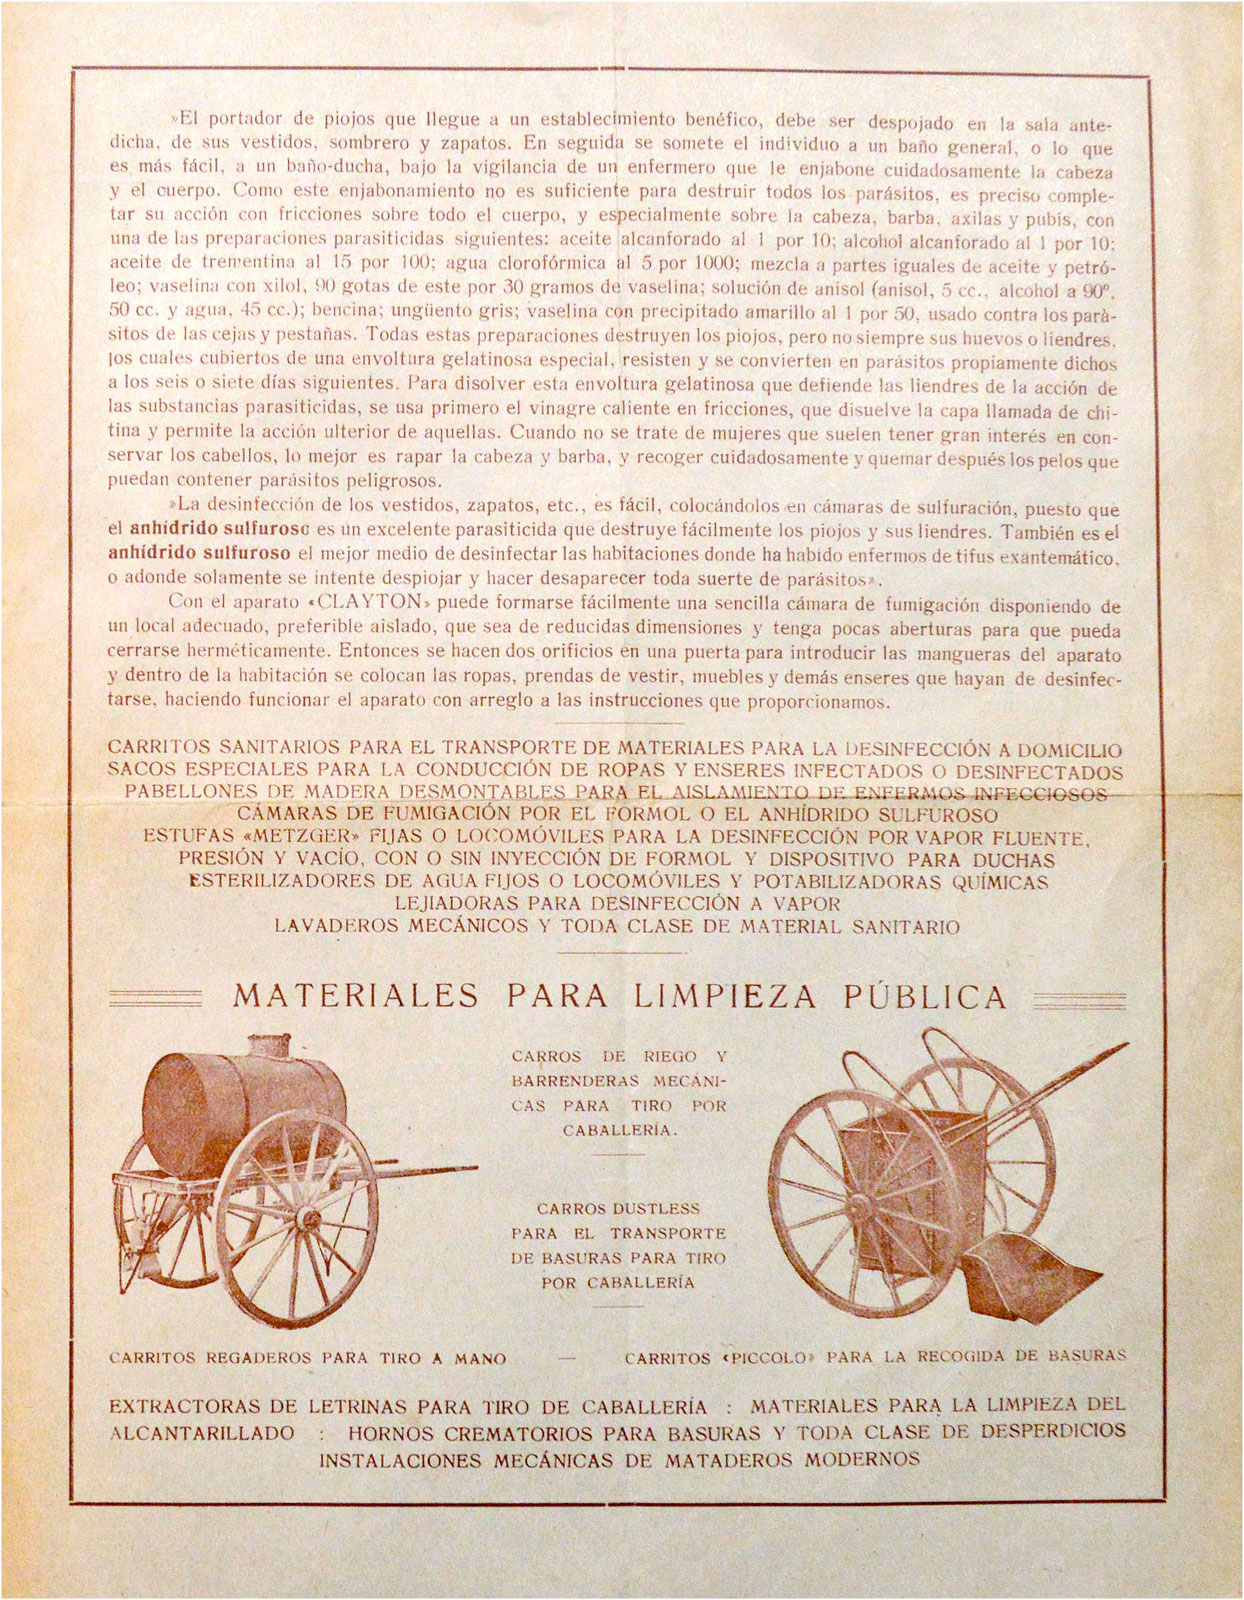 »El portador de piojos que llegue a un establecimiento benéfico, debe ser despojado en la sala ante-
dicha, de sus vestidos, sombrero y zapatos. En seguida se somete el individuo a un baño general, o lo que
es más fácil, a un baño-ducha, bajo la vigilancia de un enfermero que le enjabone cuidadosamente la cabeza
y el cuerpo. Como este enjabonamiento no es suficiente para destruir todos los parásitos, es preciso comple-
tar su acción con fricciones sobre todo el cuerpo, y especialmente sobre la cabeza, barba, axilas y pubis, con
una de las preparaciones parasiticidas siguientes: aceite alcanforado al 1 por 10; alcohol alcanforado al 1 por 10;
aceite de trementina al 15 por 100; agua clorofórmica al 5 por 1000; mezcla a partes iguales de aceite y petró-
leo; vaselina con xilol, 90 gotas de este por 30 gramos de vaselina; solución de anisol (anisol, 5 cc., alcohol a 90º,
50 cc. y agua, 45 cc.); bencina; ungüento gris; vaselina con precipitado amarillo al 1 por 50, usado contra los pará-
sitos de las cejas y pestañas. Todas estas preparaciones destruyen los piojos, pero no siempre sus huevos o liendres,
los cuales cubiertos de una envoltura gelatinosa especial, resisten y se convierten en parásitos propiamente dichos
a los seis o siete días siguientes. Para disolver esta envoltura gelatinosa que defiende las liendres de la acción de
las substancias parasiticidas, se usa primero el vinagre caliente en fricciones, que disuelve la capa llamada de chi-
tina y permite la acción ulterior de aquellas. Cuando no se trate de mujeres que suelen tener gran interés en con-
servar los cabellos, lo mejor es rapar la cabeza y barba, y recoger cuidadosamente y quemar después los pelos que
puedan contener parásitos peligrosos.
»La desinfección de los vestidos, zapatos, etc., es fácil, colocándolos en cámaras de sulfuración, puesto que
el anhídrido sulfuroso es un excelente parasiticida que destruye fácilmente los piojos y sus liendres. También es el
anhídrido sulfuroso el mejor medio de desinfectar las habitaciones donde ha habido enfermos de tifus exantemático,
o adonde solamente se intente despiojar y hacer desaparecer toda suerte de parásitos».
Con el aparato «CLAYTON» puede formarse fácilmente una sencilla cámara de fumigación disponiendo de
un local adecuado, preferible aislado, que sea de reducidas dimensiones y tenga pocas aberturas para que pueda
cerrarse herméticamente. Entonces se hacen dos orificios en una puerta para introducir las mangueras del aparato
y dentro de la habitación se colocan las ropas, prendas de vestir, muebles y demás enseres que hayan de desinfec-
tarse, haciendo funcionar el aparato con arreglo a las instrucciones que proporcionamos.
CARRITOS SANITARIOS PARA EL TRANSPORTE DE MATERIALES PARA LA DESINFECCIÓN A DOMICILIO
SACOS ESPECIALES PARA LA CONDUCCIÓN DE ROPAS Y ENSERES INFECTADOS O DESINFECTADOS
PABELLONES DE MADERA DESMONTABLES PARA EL AISLAMIENTO DE ENFERMOS INFECCIOSOS
CÁMARAS DE FUMIGACIÓN POR EL FORMOL O EL ANHÍDRIDO SULFUROSO
ESTUFAS «METZGER» FIJAS O LOCOMÓVILES PARA LA DESINFECCIÓN POR VAPOR FLUENTE,
PRESIÓN Y VACÍO, CON O SIN INYECCIÓN DE FORMOL Y DISPOSITIVO PARA DUCHAS
ESTERILIZADORES DE AGUA FIJOS O LOCOMÓVILES Y POTABILIZADORAS QUÍMICAS
LEJIADORAS PARA DESINFECCIÓN A VAPOR
LAVADEROS MECÁNICOS Y TODA CLASE DE MATERIAL SANITARIO
MATERIALES PARA LIMPIEZA PÚBLICA
CARROS DE RIEGO Y
BARRENDERAS MECÁNI-
CAS PARA TIRO POR
CABALLERÍA.
CARROS DUSTLESS
PARA EL TRANSPORTE
DE BASURAS PARA TIRO
POR CABALLERÍA
CARRITOS REGADEROS PARA TIRO A MANO — CARRITOS «PICCOLO» PARA LA RECOGIDA DE BASURAS
EXTRACTORAS DE LETRINAS PARA TIRO DE CABALLERÍA : MATERIALES PARA LA LIMPIEZA DEL
ALCANTARILLADO : HORNOS CREMATORIOS PARA BASURAS Y TODA CLASE DE DESPERDICIOS
INSTALACIONES MECÁNICAS DE MATADEROS MODERNOS